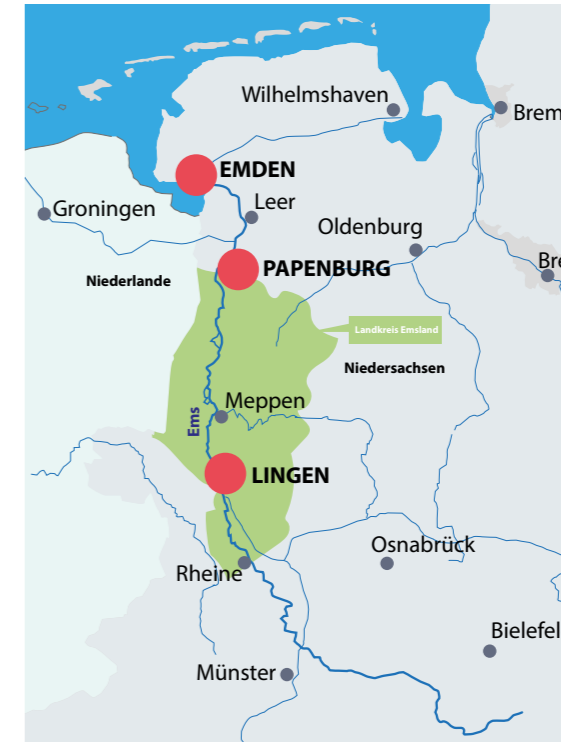 Wilhelmshaven
Brem
EMDEN
Leer
Groningen
Oldenburg
Bre
PAPENBURG
Niederlande
Landkreis Emsland
Niedersachsen
Meppen
Ems
LINGEN
Osnabrück
Rheine
Bielefel
Münster